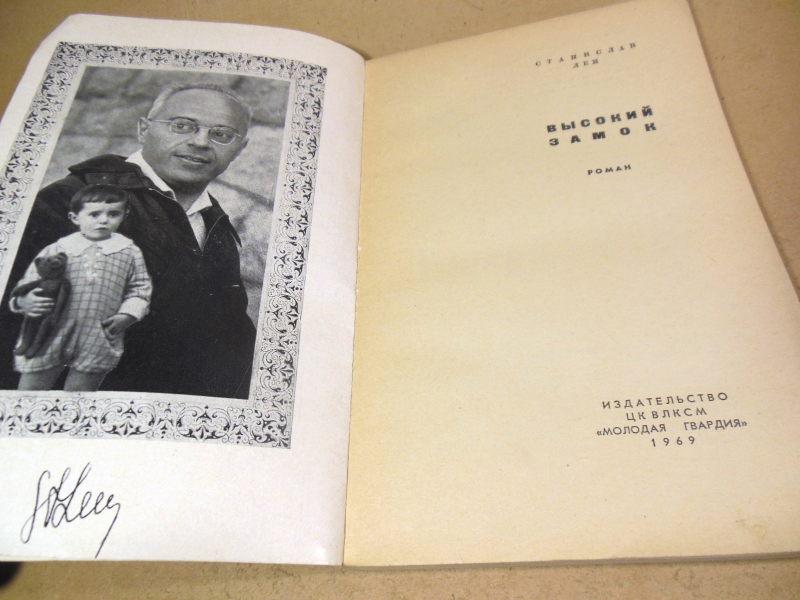 СТАНИСЛАВ
ЛЕМ
ВЫСОКИЙ
ЗАМОК
РОМАН
ИЗДАТЕЛЬСТВО
ЦК ВЛКСМ
«МОЛОДАЯ ГВАРДИЯ»
1969